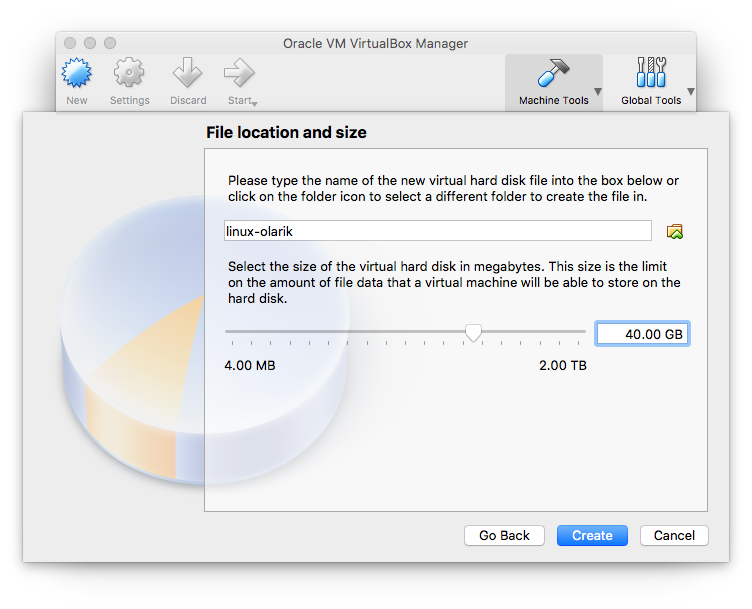 Oracle VM VirtualBox Manager
New Settings Discard Start Machine Tools Global Tools
File location and size
Please type the name of the new virtual hard disk file into the box below or
click on the folder icon to select a different folder to create the file in.
linux-olarik
Select the size of the virtual hard disk in megabytes. This size is the limit
on the amount of file data that a virtual machine will be able to store on the
hard disk.
40.00 GB
4.00 MB 2.00 TB
Go Back Create Cancel